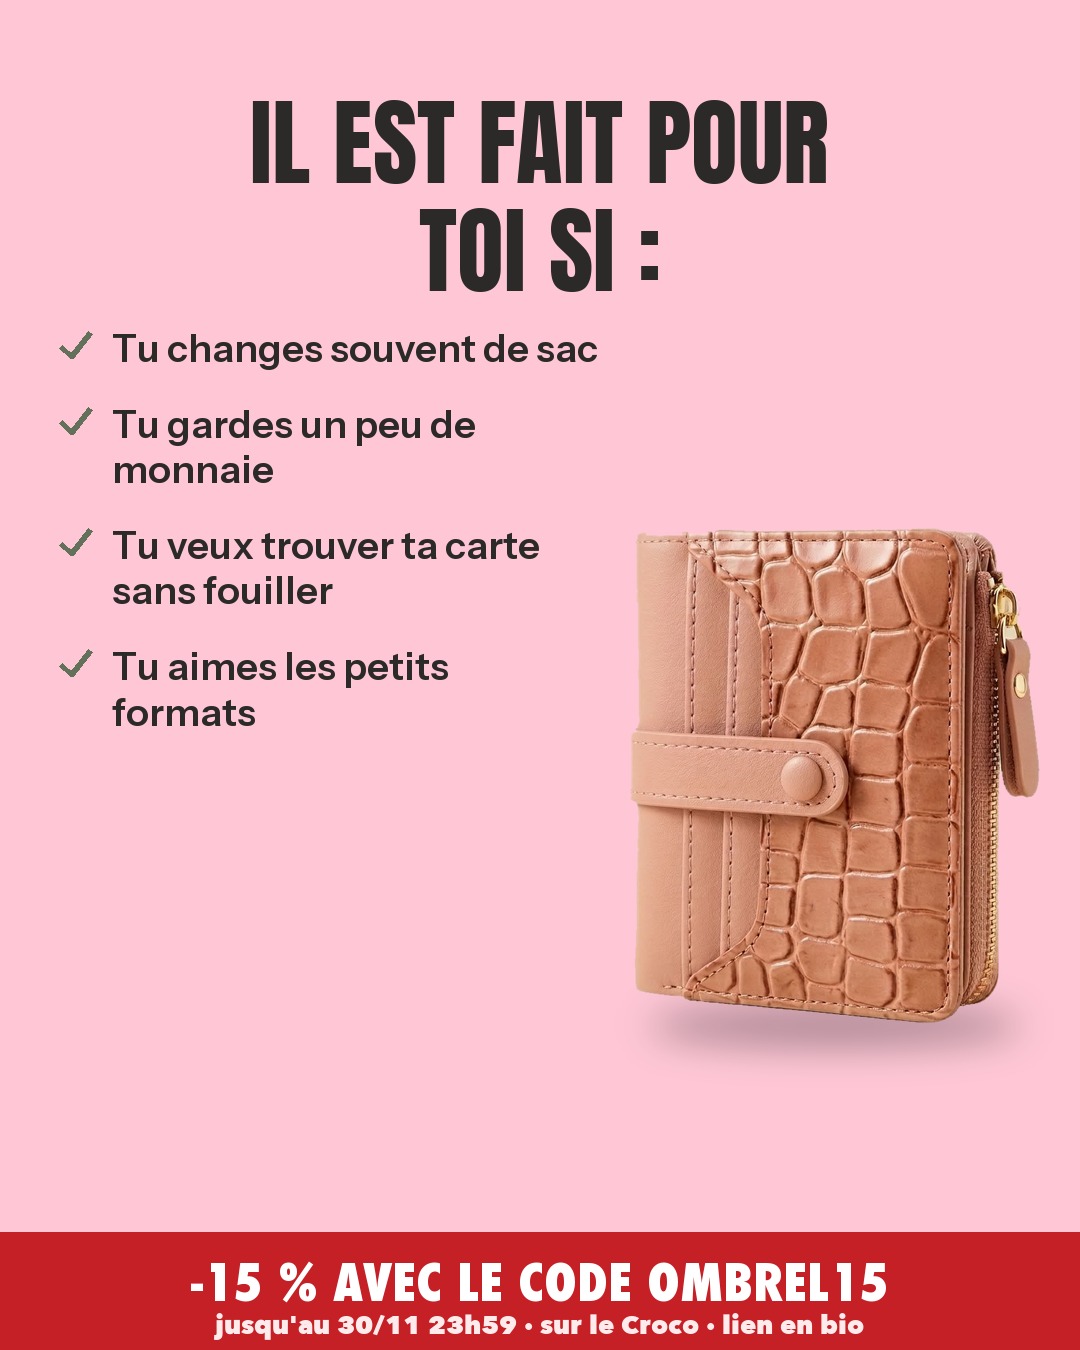 IL EST FAIT POUR
TOI SI :
Tu changes souvent de sac
Tu gardes un peu de
monnaie
Tu veux trouver ta carte
sans fouiller
Tu aimes les petits
formats
-15 % AVEC LE CODE OMBREL15
jusqu'au 30/11 23h59 · sur le Croco · lien en bio